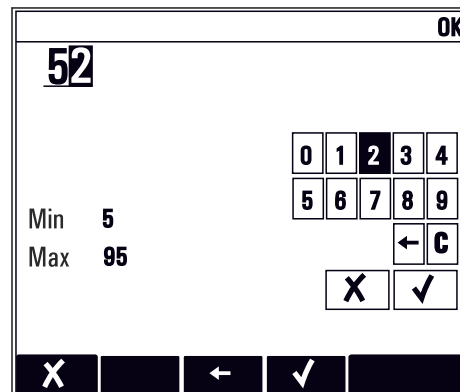 OK
52
0 1 2 3 4
5 6 7 8 9
Min 5
← C
Max 95
X ✓
X ← ✓